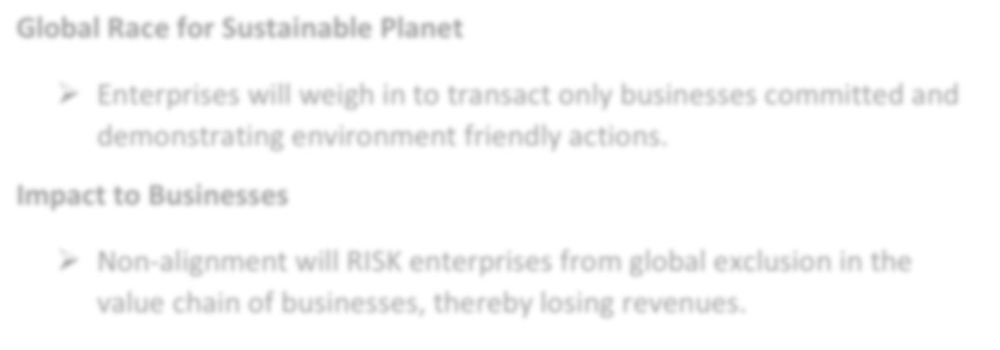 Global Race for Sustainable Planet
➢ Enterprises will weigh in to transact only businesses committed and
demonstrating environment friendly actions.
Impact to Businesses
➢ Non-alignment will RISK enterprises from global exclusion in the
value chain of businesses, thereby losing revenues.